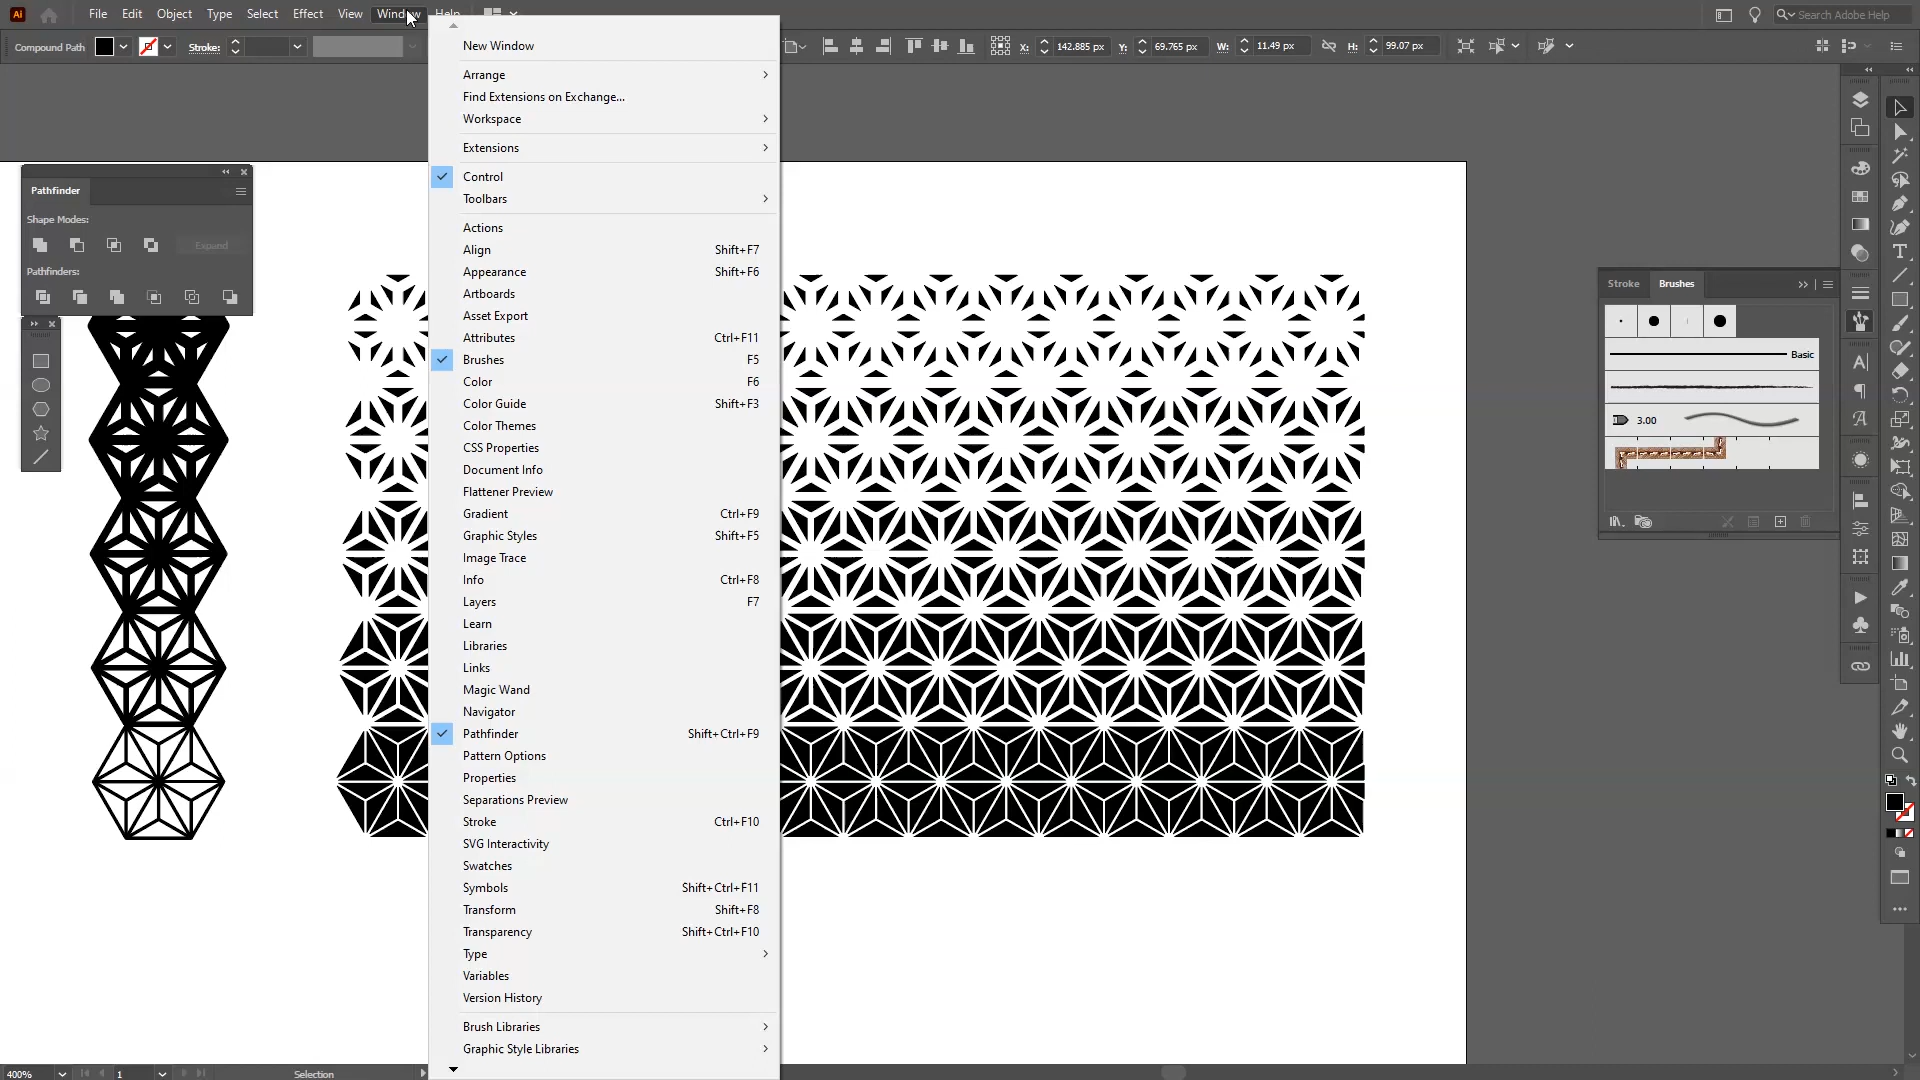 Ai
File Edit Object Type Select Effect View Window Help
Search Adobe Help
Compound Path
Stroke:
X: 142.885 px
Y: 69.765 px
W: 11.49 px
H: 99.07 px
Pathfinder
Shape Modes:
Expand
Pathfinders:
New Window
Arrange
Find Extensions on Exchange...
Workspace
Extensions
Control
Toolbars
Actions
Align Shift+F7
Appearance Shift+F6
Artboards
Asset Export
Attributes Ctrl+F11
Brushes F5
Color F6
Color Guide Shift+F3
Color Themes
CSS Properties
Document Info
Flattener Preview
Gradient Ctrl+F9
Graphic Styles Shift+F5
Image Trace
Info Ctrl+F8
Layers F7
Learn
Libraries
Links
Magic Wand
Navigator
Pathfinder Shift+Ctrl+F9
Pattern Options
Properties
Separations Preview
Stroke Ctrl+F10
SVG Interactivity
Swatches
Symbols Shift+Ctrl+F11
Transform Shift+F8
Transparency Shift+Ctrl+F10
Type
Variables
Version History
Brush Libraries
Graphic Style Libraries
Stroke Brushes
Basic
3.00
400%
1
Selection